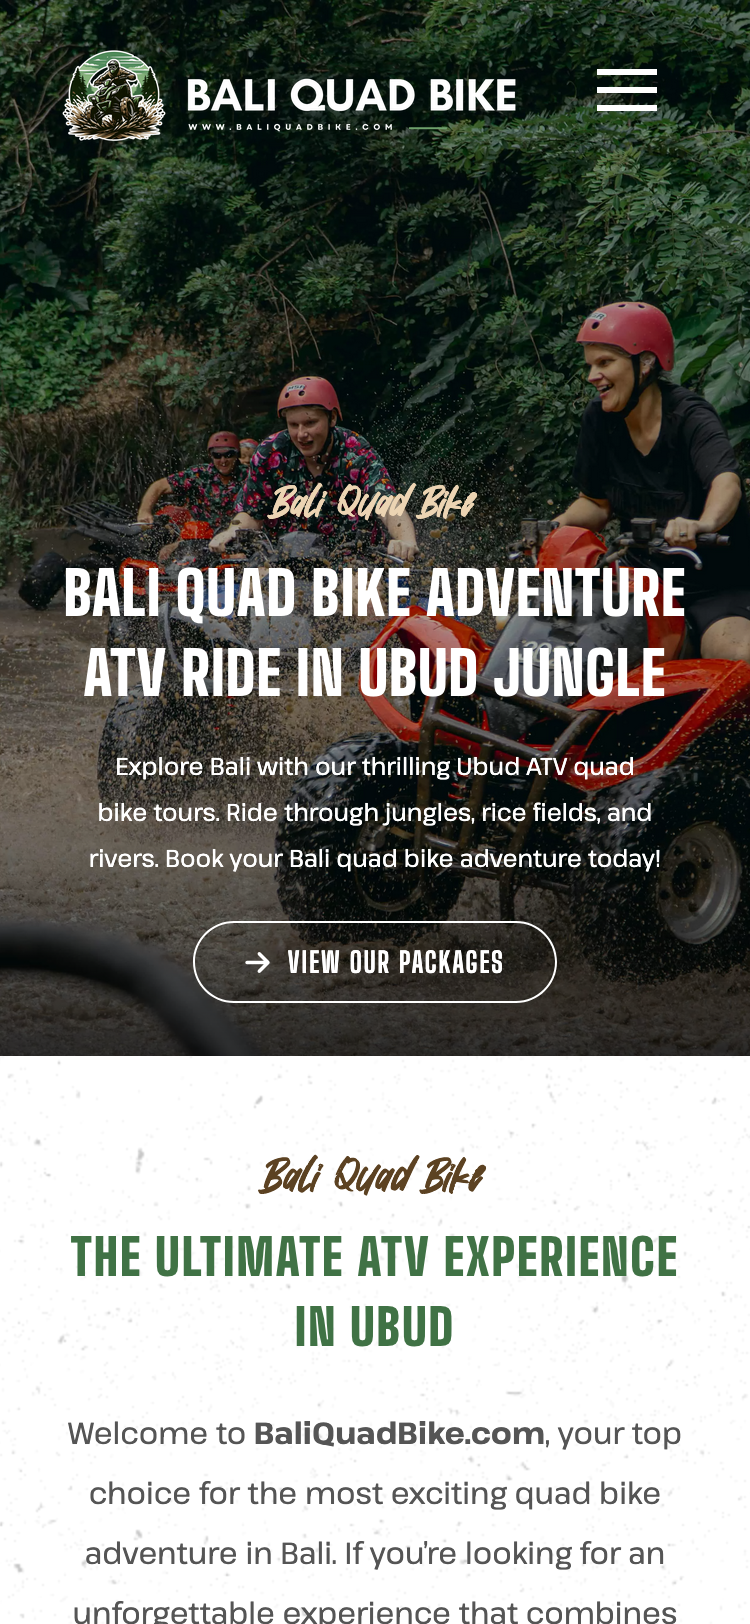 BALI QUAD BIKE
WWW.BALIQUADBIKE.COM
Bali Quad Bike
BALI QUAD BIKE ADVENTURE
ATV RIDE IN UBUD JUNGLE
Explore Bali with our thrilling Ubud ATV quad
bike tours. Ride through jungles, rice fields, and
rivers. Book your Bali quad bike adventure today!
→ VIEW OUR PACKAGES
Bali Quad Bike
THE ULTIMATE ATV EXPERIENCE
IN UBUD
Welcome to BaliQuadBike.com, your top
choice for the most exciting quad bike
adventure in Bali. If you're looking for an
unforgettable experience that combines